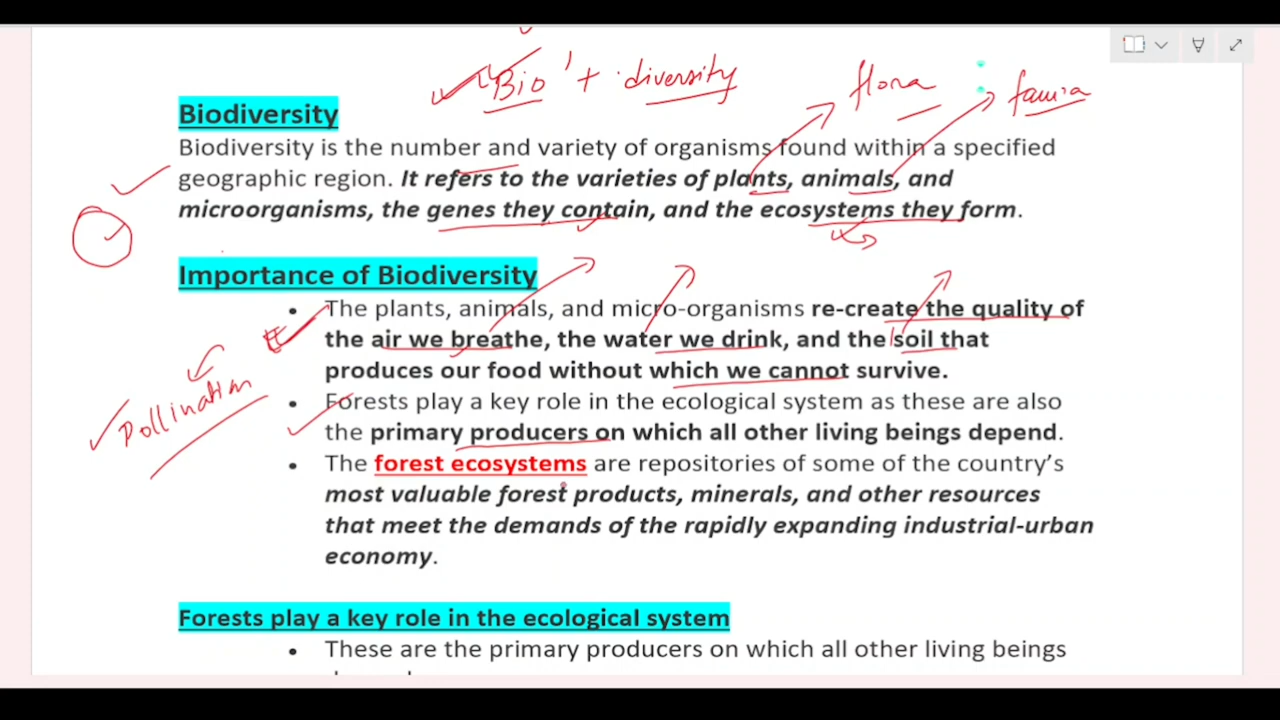 Bio + diversity
flora
fauna
Biodiversity
Biodiversity is the number and variety of organisms found within a specified
geographic region. It refers to the varieties of plants, animals, and
microorganisms, the genes they contain, and the ecosystems they form.
Importance of Biodiversity
• The plants, animals, and micro-organisms re-create the quality of
the air we breathe, the water we drink, and the soil that
produces our food without which we cannot survive.
Pollination
• Forests play a key role in the ecological system as these are also
the primary producers on which all other living beings depend.
• The forest ecosystems are repositories of some of the country's
most valuable forest products, minerals, and other resources
that meet the demands of the rapidly expanding industrial-urban
economy.
Forests play a key role in the ecological system
• These are the primary producers on which all other living beings